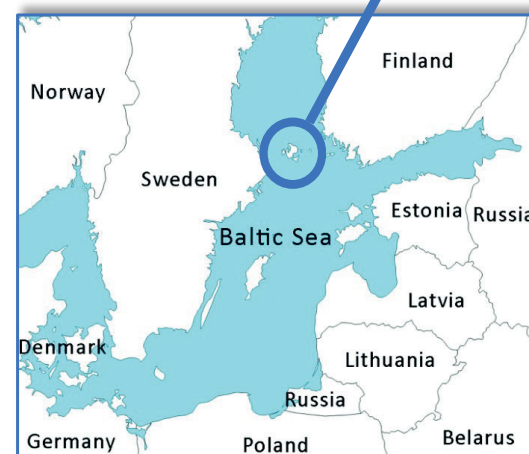 Finland
Norway
Sweden
Estonia
Russia
Baltic Sea
Latvia
Denmark
Lithuania
Russia
Germany
Poland
Belarus